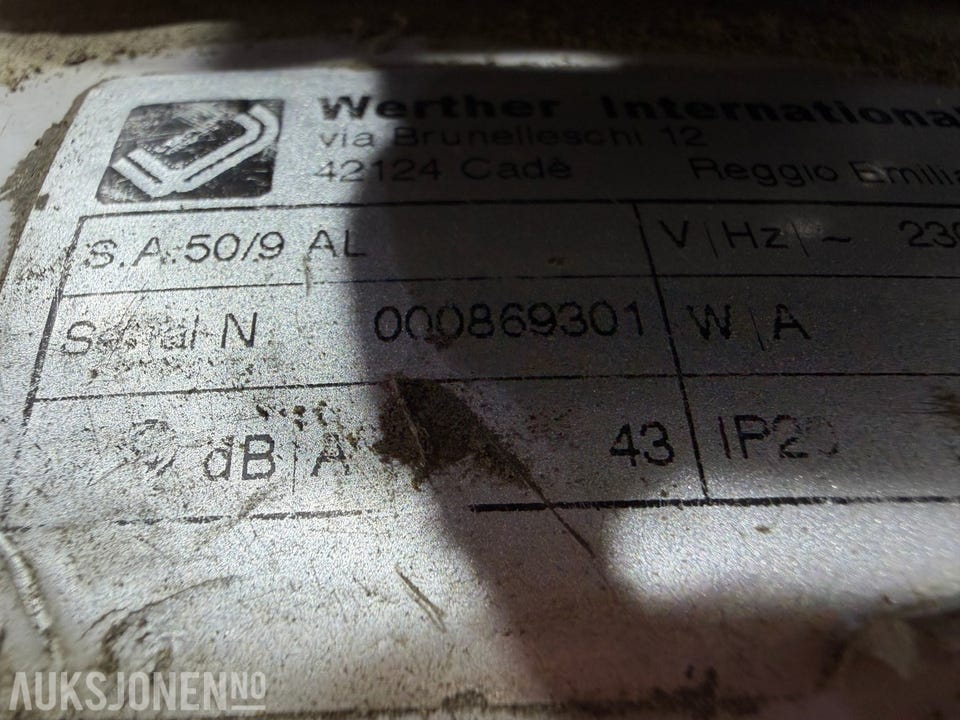 Werther International
via Brunelleschi 12
42124 Cadè Reggio Emilia
S.A.50/9 AL V | Hz | ~ 230
Serial N 000869301 W | A
dB | A 43 IP20
AUKSJONEN NO